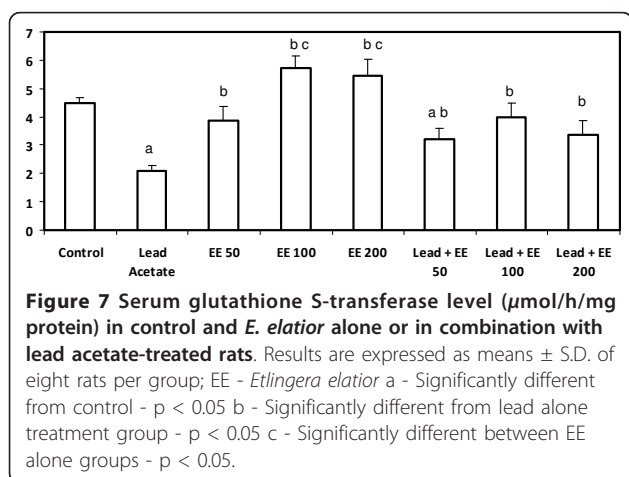 7
6
5
4
3
2
1
0
b c
b c
b
b
a b
b
a
Control
Lead Acetate
EE 50
EE 100
EE 200
Lead + EE 50
Lead + EE 100
Lead + EE 200
Figure 7 Serum glutathione S-transferase level (μmol/h/mg
protein) in control and E. elatior alone or in combination with
lead acetate-treated rats. Results are expressed as means ± S.D. of
eight rats per group; EE - Etlingera elatior a - Significantly different
from control - p < 0.05 b - Significantly different from lead alone
treatment group - p < 0.05 c - Significantly different between EE
alone groups - p < 0.05.